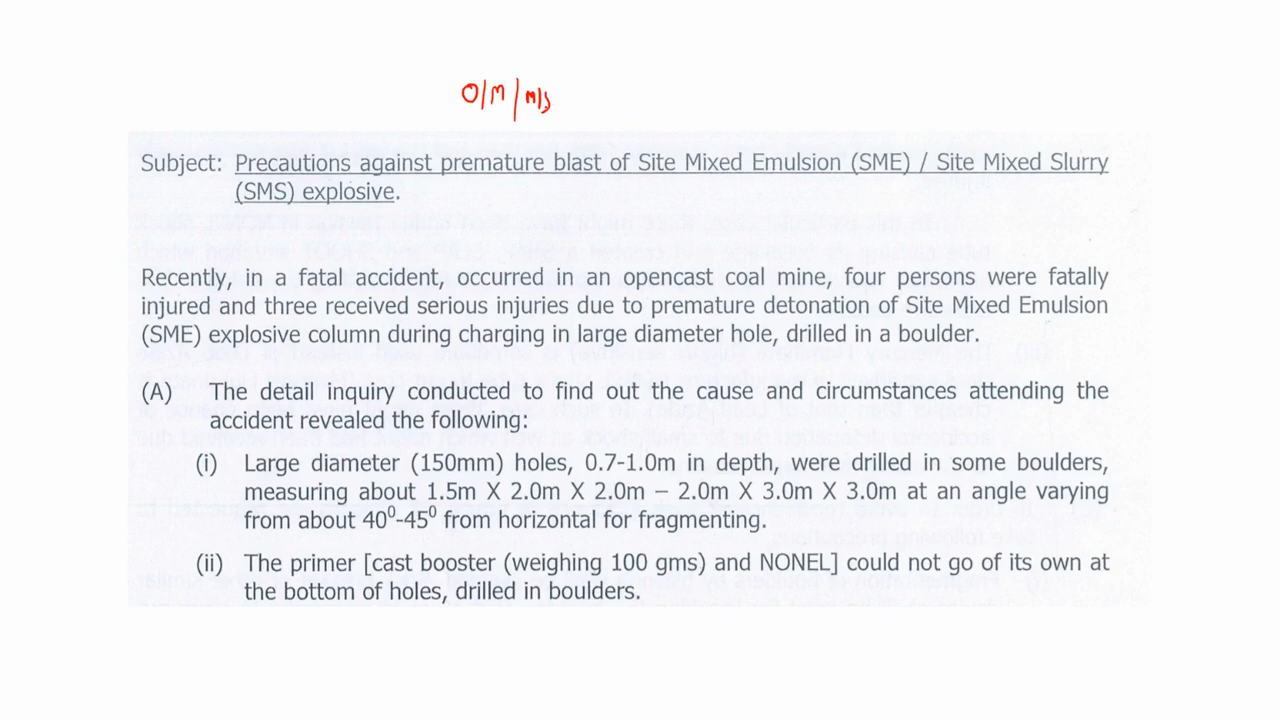 O/M/M/s
Subject: Precautions against premature blast of Site Mixed Emulsion (SME) / Site Mixed Slurry
(SMS) explosive.
Recently, in a fatal accident, occurred in an opencast coal mine, four persons were fatally
injured and three received serious injuries due to premature detonation of Site Mixed Emulsion
(SME) explosive column during charging in large diameter hole, drilled in a boulder.
(A) The detail inquiry conducted to find out the cause and circumstances attending the
accident revealed the following:
(i) Large diameter (150mm) holes, 0.7-1.0m in depth, were drilled in some boulders,
measuring about 1.5m X 2.0m X 2.0m – 2.0m X 3.0m X 3.0m at an angle varying
from about 40⁰-45⁰ from horizontal for fragmenting.
(ii) The primer [cast booster (weighing 100 gms) and NONEL] could not go of its own at
the bottom of holes, drilled in boulders.